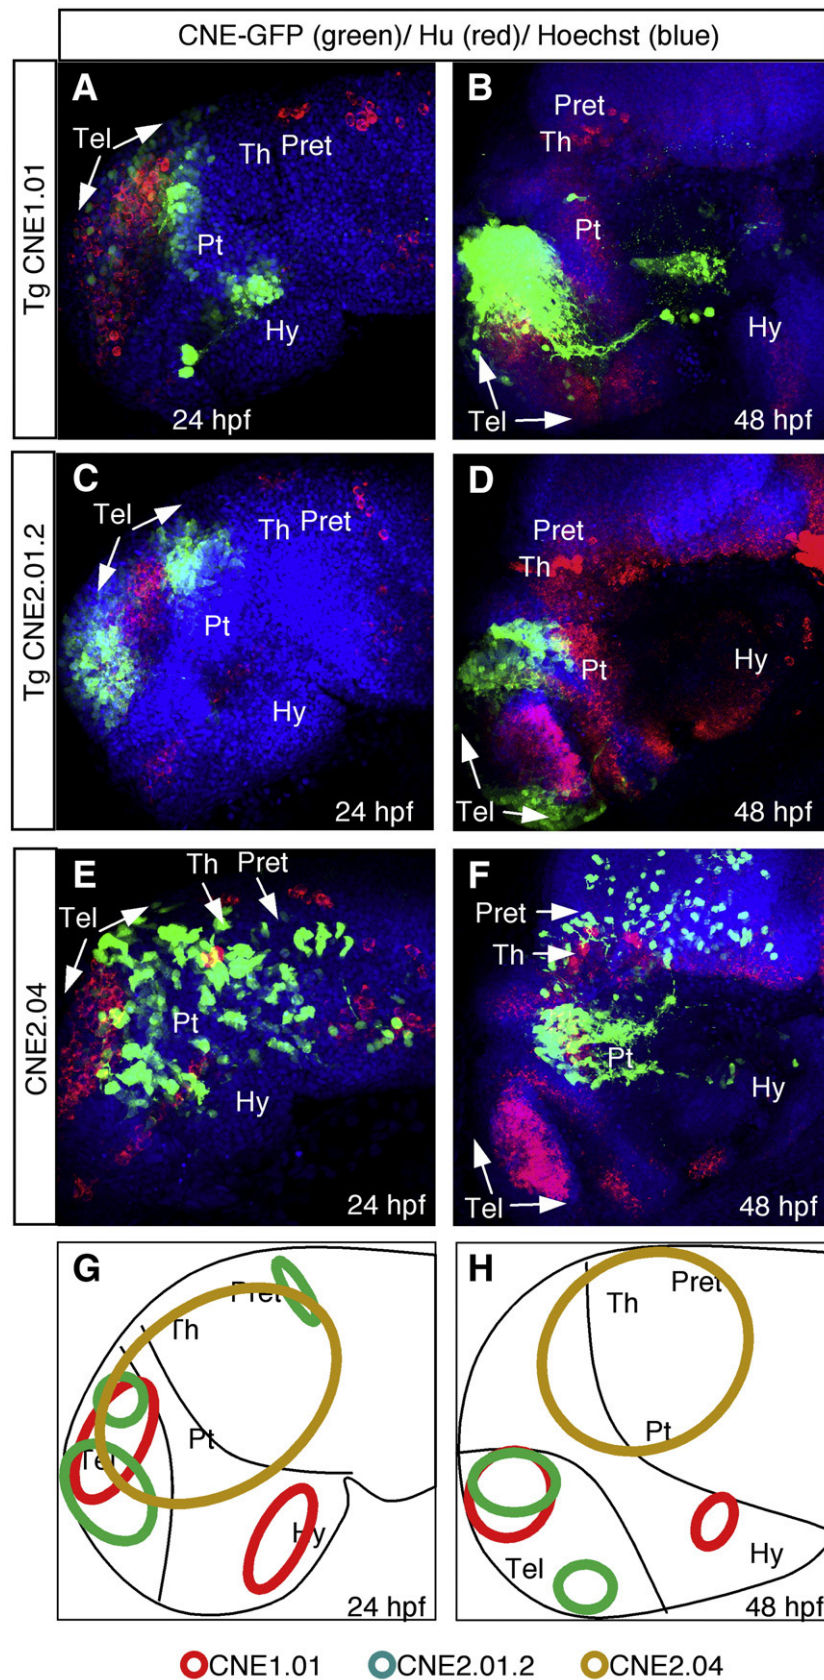 CNE-GFP (green)/ Hu (red)/ Hoechst (blue)
Tg CNE1.01
A
Tel
Th Pret
Pt
Hy
24 hpf
B
Pret
Th
Pt
Hy
Tel
48 hpf
Tg CNE2.01.2
C
Tel
Th Pret
Pt
Hy
24 hpf
D
Pret
Th
Pt
Hy
Tel
48 hpf
CNE2.04
E
Th Pret
Tel
Pt
Hy
24 hpf
F
Pret
Th
Pt
Hy
Tel
48 hpf
G
Pret
Th
Pt
Tel
Hy
24 hpf
H
Pret
Th
Pt
Tel
Hy
48 hpf
CNE1.01 CNE2.01.2 CNE2.04